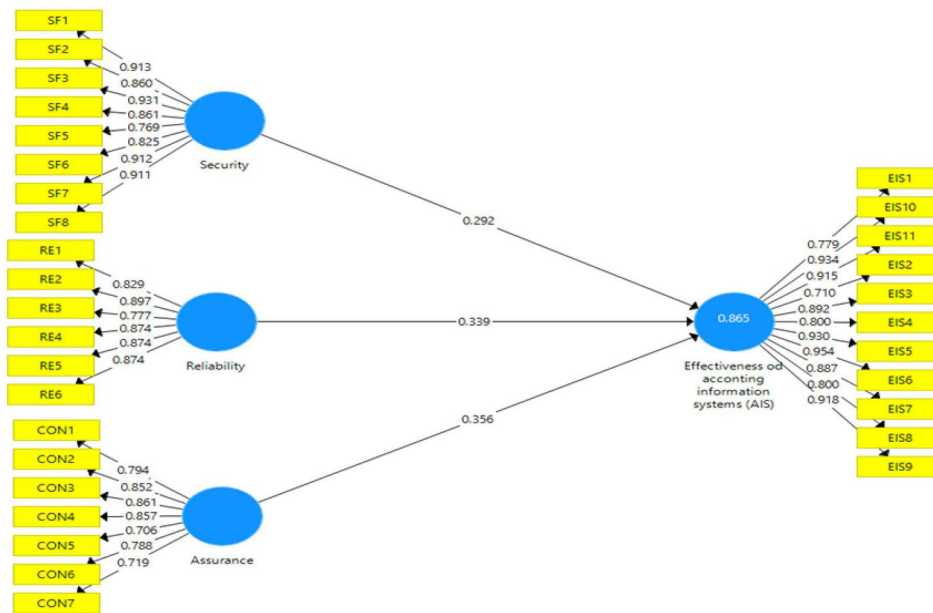 SF1
SF2
SF3
SF4
SF5
SF6
SF7
SF8
0.913
0.860
0.931
0.861
0.769
0.825
0.912
0.911
Security
RE1
RE2
RE3
RE4
RE5
RE6
0.829
0.897
0.777
0.874
0.874
0.874
Reliability
CON1
CON2
CON3
CON4
CON5
CON6
CON7
0.794
0.852
0.861
0.857
0.706
0.788
0.719
Assurance
0.292
0.339
0.356
0.865
Effectiveness od
acconting
information
systems (AIS)
0.779
0.934
0.915
0.710
0.892
0.800
0.930
0.954
0.887
0.800
0.918
EIS1
EIS10
EIS11
EIS2
EIS3
EIS4
EIS5
EIS6
EIS7
EIS8
EIS9